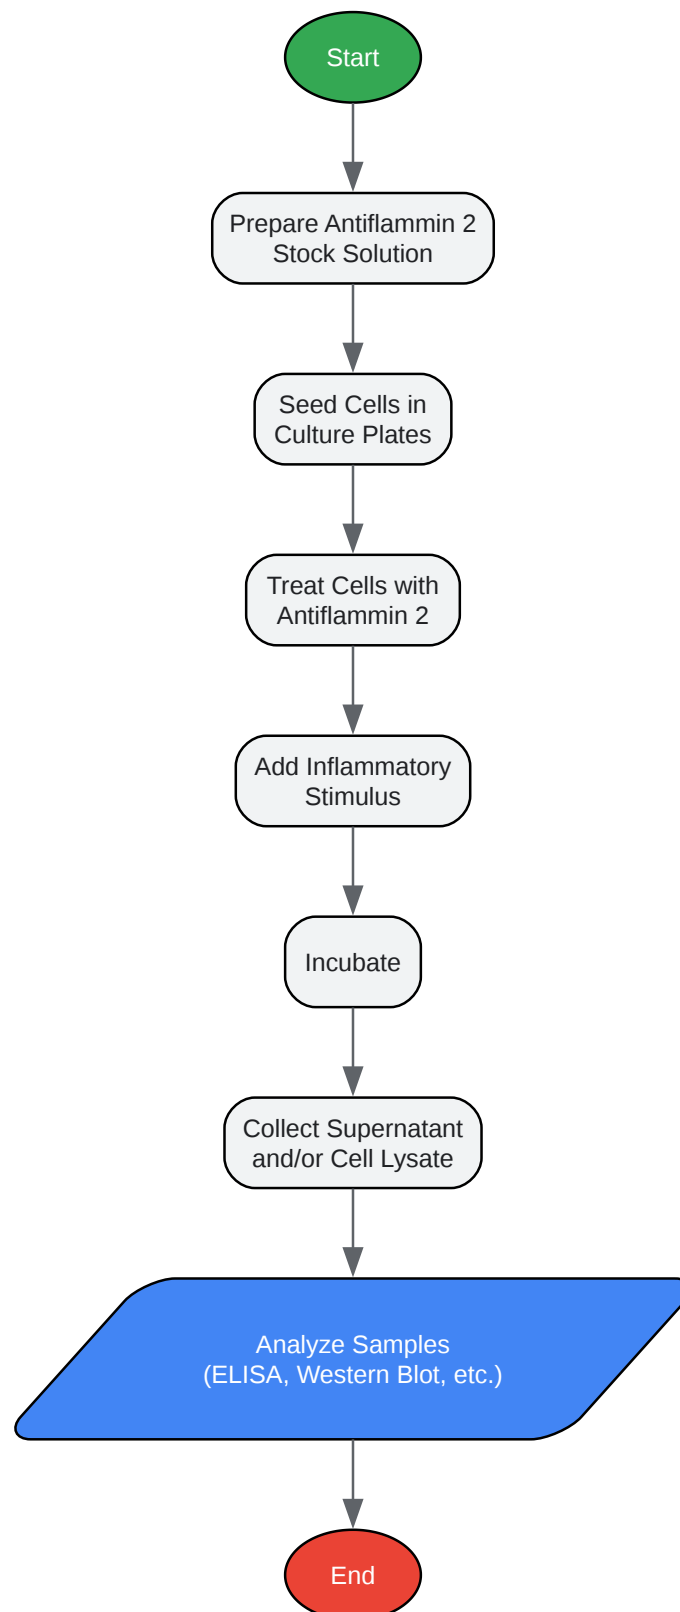 Start
Prepare Antiflammin 2
Stock Solution
Seed Cells in
Culture Plates
Treat Cells with
Antiflammin 2
Add Inflammatory
Stimulus
Incubate
Collect Supernatant
and/or Cell Lysate
Analyze Samples
(ELISA, Western Blot, etc.)
End